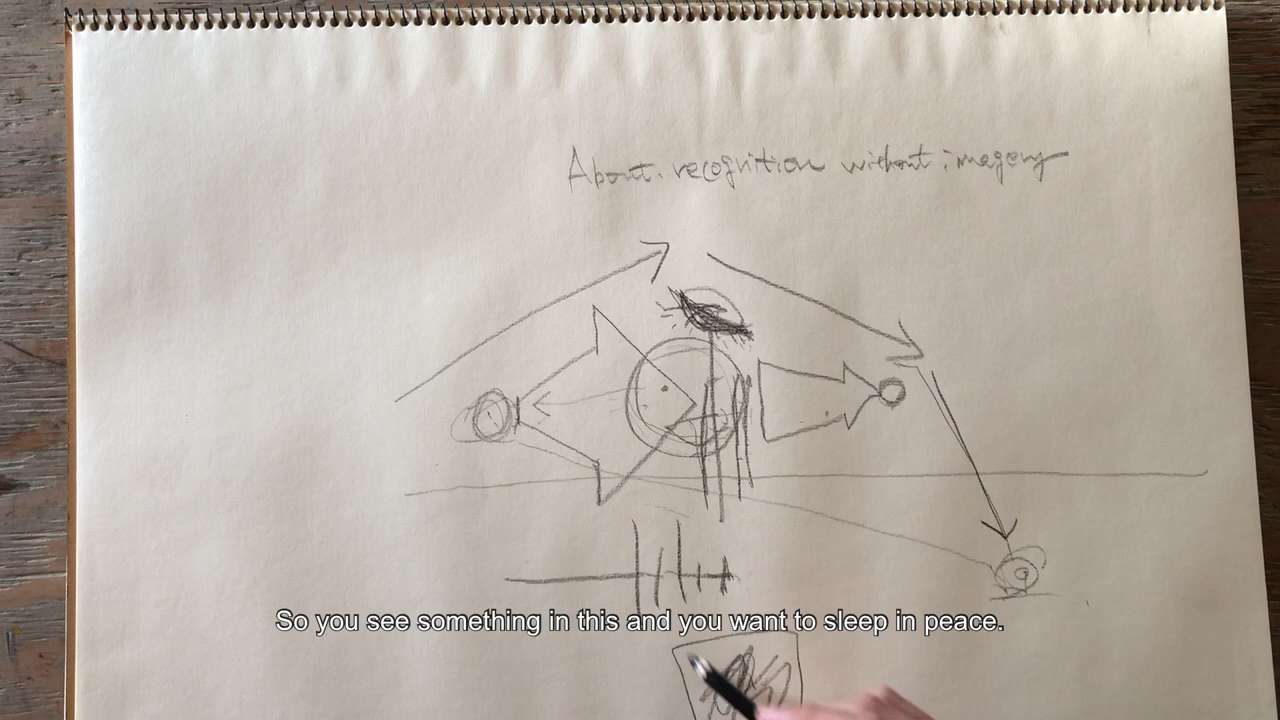 About. recognition without imagery
So you see something in this and you want to sleep in peace.